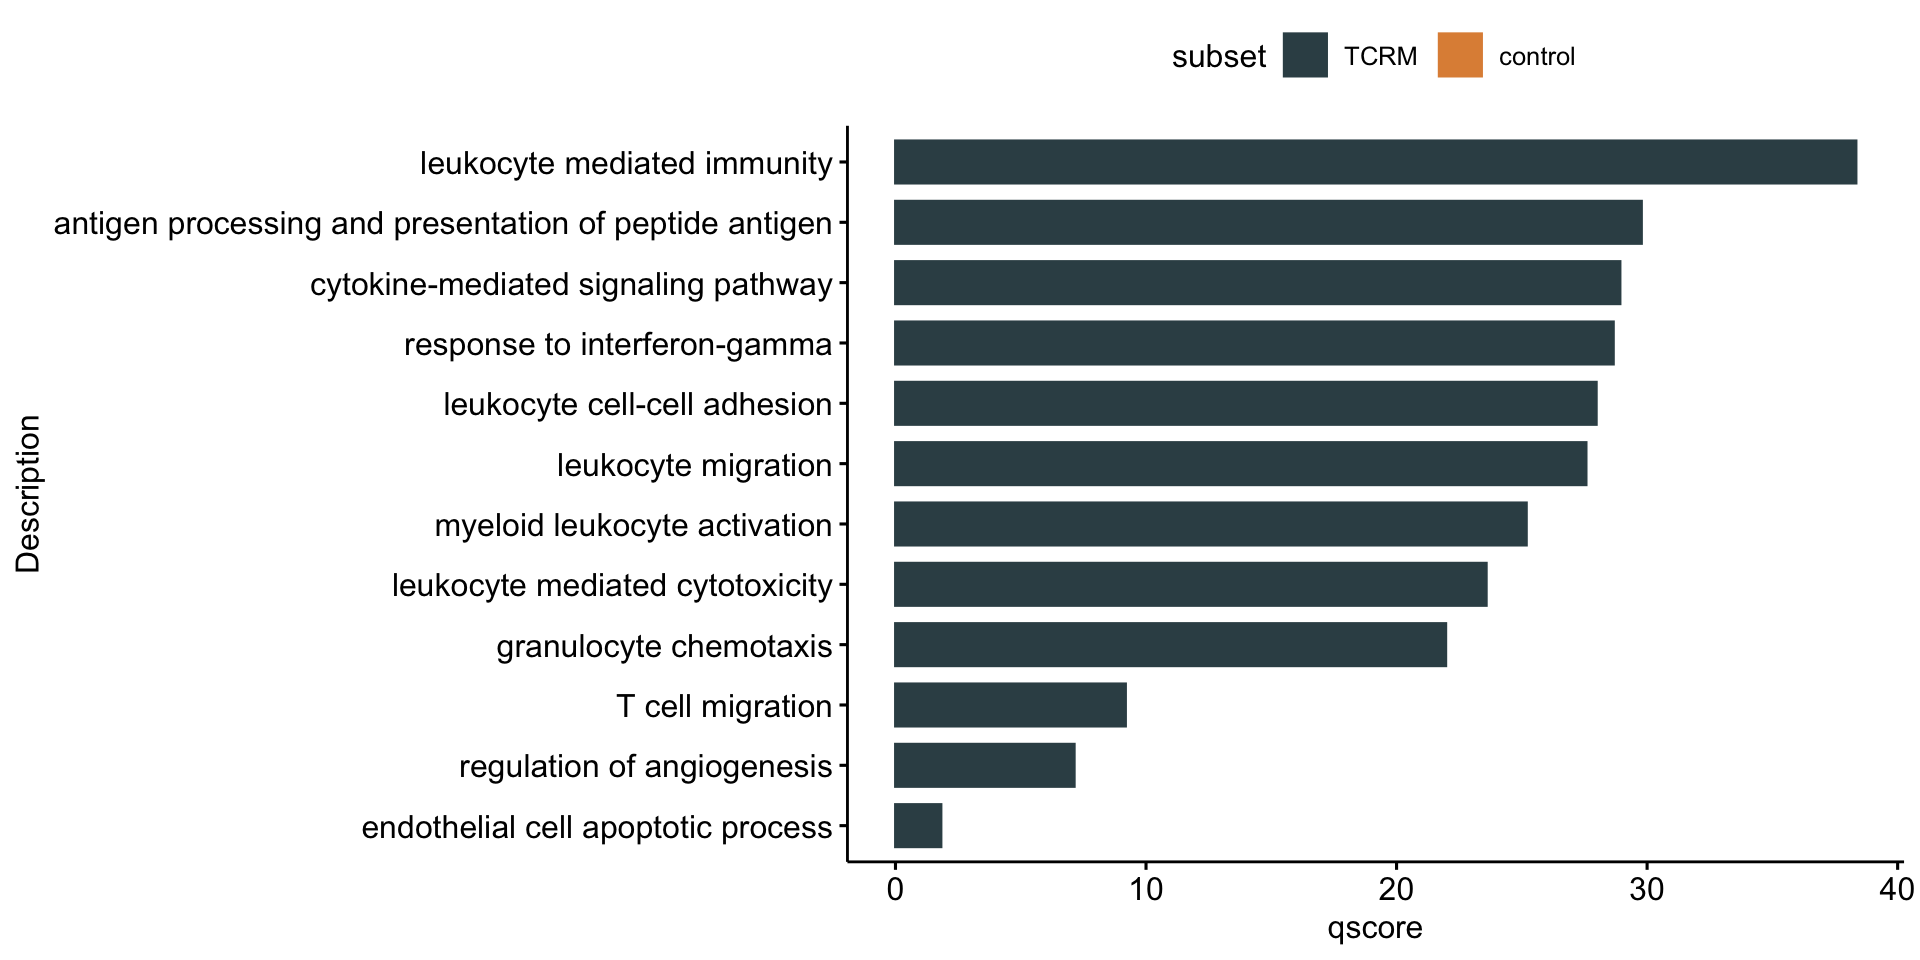 subset TCRM control
leukocyte mediated immunity
antigen processing and presentation of peptide antigen
cytokine-mediated signaling pathway
response to interferon-gamma
leukocyte cell-cell adhesion
leukocyte migration
myeloid leukocyte activation
leukocyte mediated cytotoxicity
granulocyte chemotaxis
T cell migration
regulation of angiogenesis
endothelial cell apoptotic process
Description
0 10 20 30 40
qscore